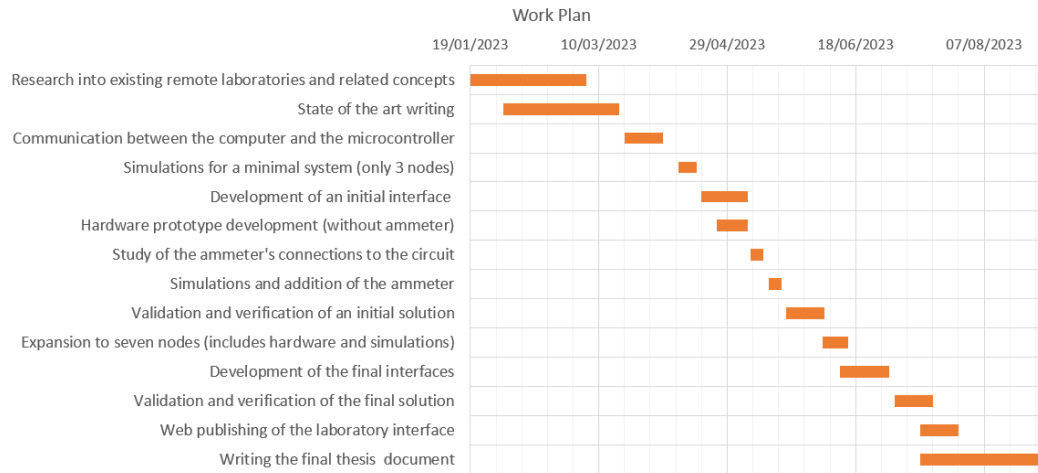 Work Plan
19/01/2023 10/03/2023 29/04/2023 18/06/2023 07/08/2023
Research into existing remote laboratories and related concepts
State of the art writing
Communication between the computer and the microcontroller
Simulations for a minimal system (only 3 nodes)
Development of an initial interface
Hardware prototype development (without ammeter)
Study of the ammeter's connections to the circuit
Simulations and addition of the ammeter
Validation and verification of an initial solution
Expansion to seven nodes (includes hardware and simulations)
Development of the final interfaces
Validation and verification of the final solution
Web publishing of the laboratory interface
Writing the final thesis document